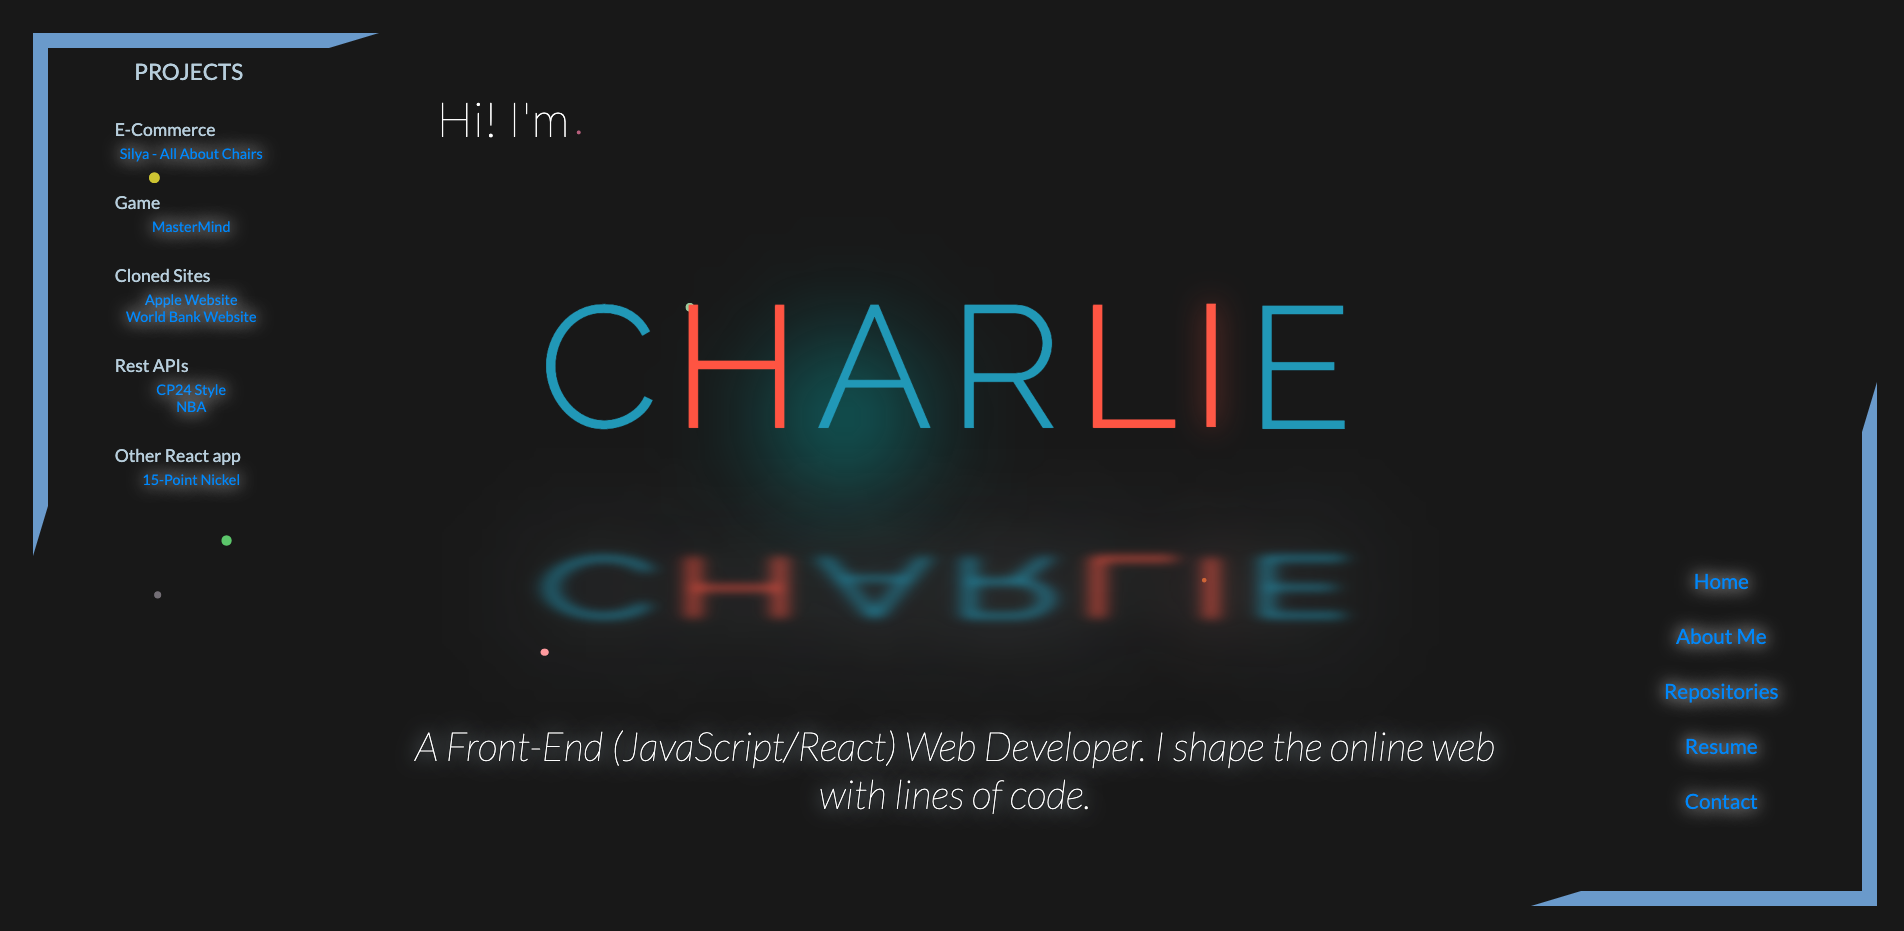 PROJECTS
E-Commerce
Silya - All About Chairs
Game
MasterMind
Cloned Sites
Apple Website
World Bank Website
Rest APIs
CP24 Style
NBA
Other React app
15-Point Nickel
Hi! I'm
CHARLIE
CHARLIE
A Front-End (JavaScript/React) Web Developer. I shape the online web
with lines of code.
Home
About Me
Repositories
Resume
Contact